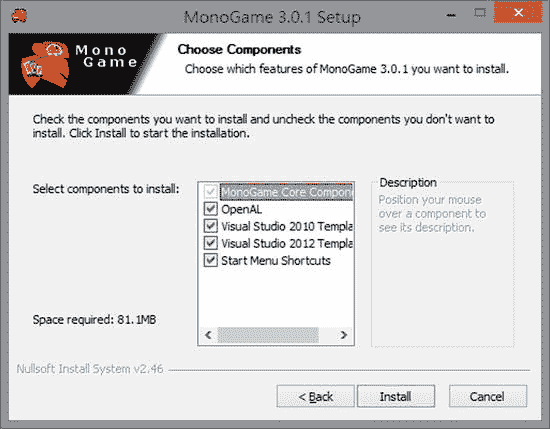 MonoGame 3.0.1 Setup
Mono
Game
Choose Components
Choose which features of MonoGame 3.0.1 you want to install.
Check the components you want to install and uncheck the components you don't want to
install. Click Install to start the installation.
Select components to install:
MonoGame Core Compone
OpenAL
Visual Studio 2010 Templa
Visual Studio 2012 Templa
Start Menu Shortcuts
Description
Position your mouse
over a component to
see its description.
Space required: 81.1MB
Nullsoft Install System v2.46
< Back
Install
Cancel